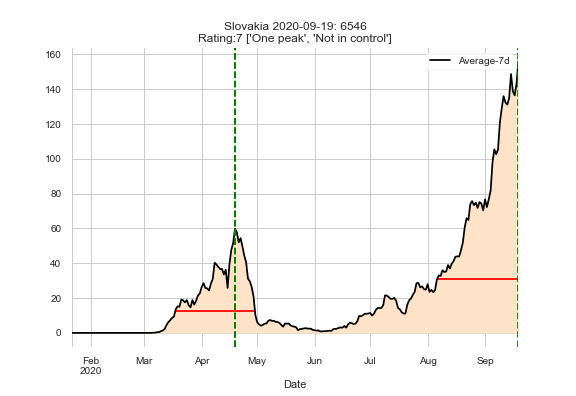 Slovakia 2020-09-19: 6546
Rating:7 ['One peak', 'Not in control']
Average-7d
160
140
120
100
80
60
40
20
0
Feb Mar Apr May Jun Jul Aug Sep
2020
Date